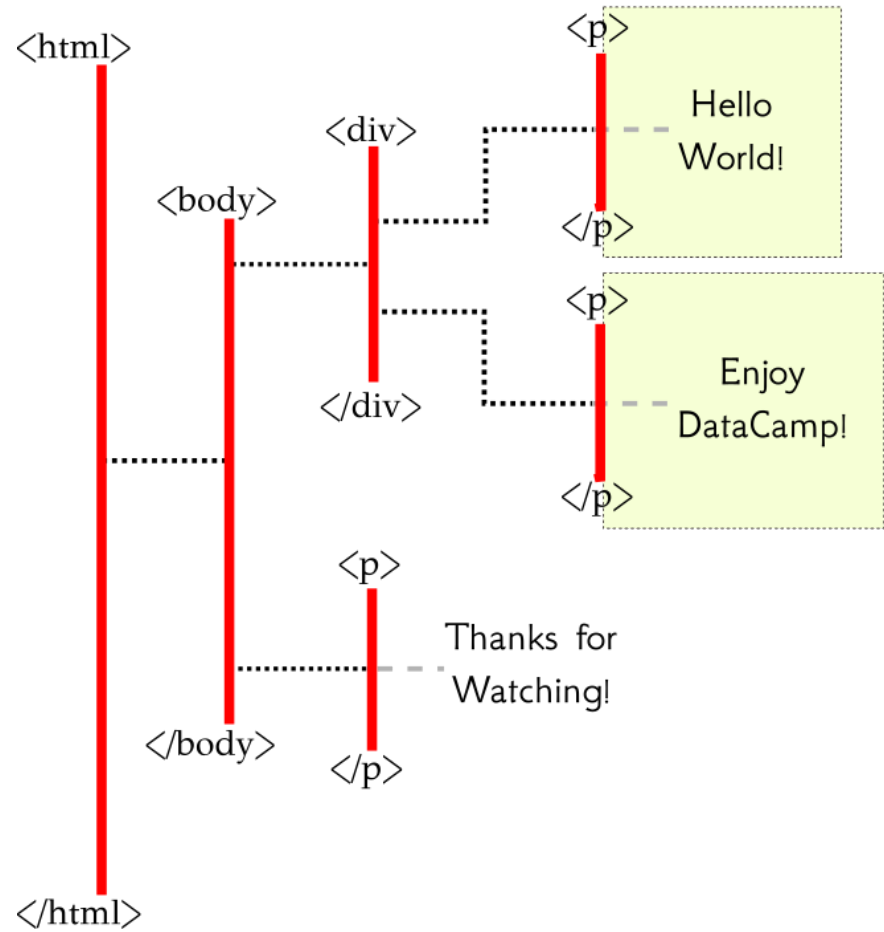 <html>
<body>
<div>
<p>
Hello
World!
</p>
<p>
Enjoy
DataCamp!
</p>
</div>
<p>
Thanks for
Watching!
</p>
</body>
</html>